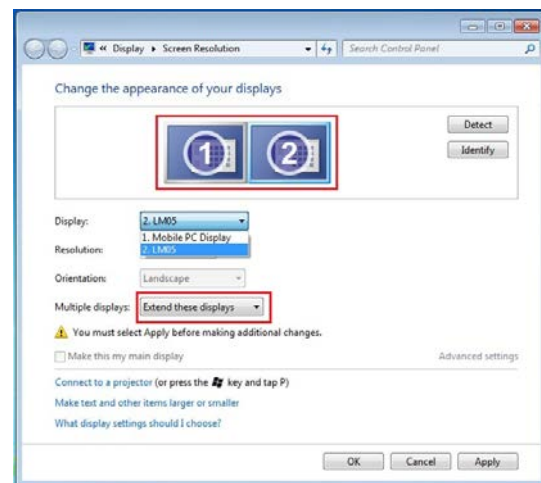 « Display ▸ Screen Resolution
Search Control Panel
Change the appearance of your displays
1
2
Detect
Identify
Display:
2. LM05
1. Mobile PC Display
2. LM05
Resolution:
Orientation:
Landscape
Multiple displays:
Extend these displays
You must select Apply before making additional changes.
Make this my main display
Advanced settings
Connect to a projector (or press the key and tap P)
Make text and other items larger or smaller
What display settings should I choose?
OK
Cancel
Apply